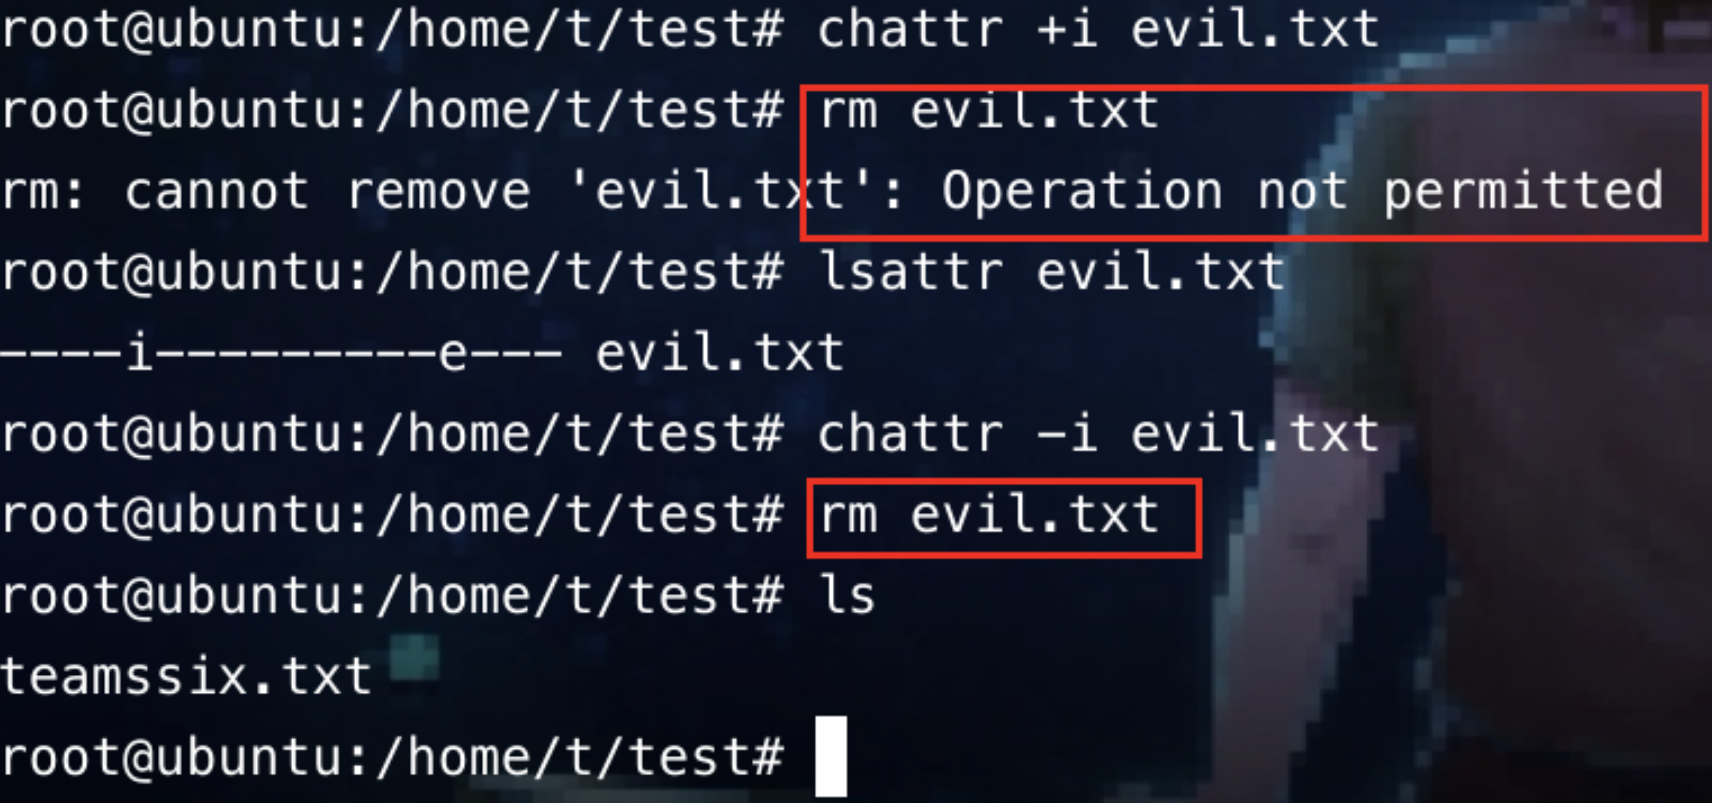 root@ubuntu:/home/t/test# chattr +i evil.txt
root@ubuntu:/home/t/test# rm evil.txt
rm: cannot remove 'evil.txt': Operation not permitted
root@ubuntu:/home/t/test# lsattr evil.txt
----i---------e--- evil.txt
root@ubuntu:/home/t/test# chattr -i evil.txt
root@ubuntu:/home/t/test# rm evil.txt
root@ubuntu:/home/t/test# ls
teamssix.txt
root@ubuntu:/home/t/test#